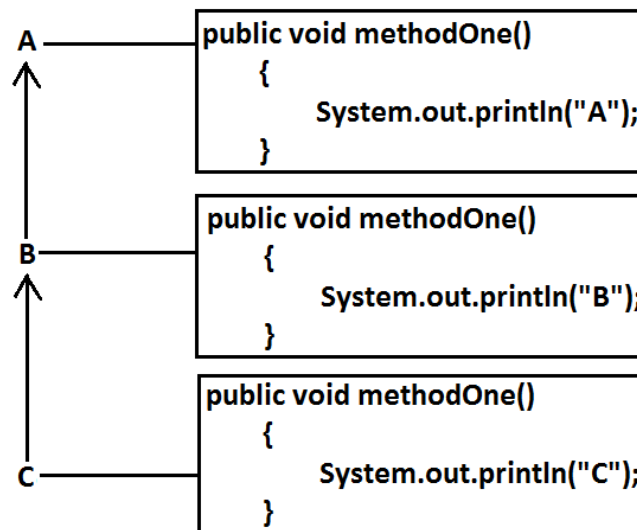 A
public void methodOne()
{
System.out.println("A");
}
B
public void methodOne()
{
System.out.println("B");
}
C
public void methodOne()
{
System.out.println("C");
}